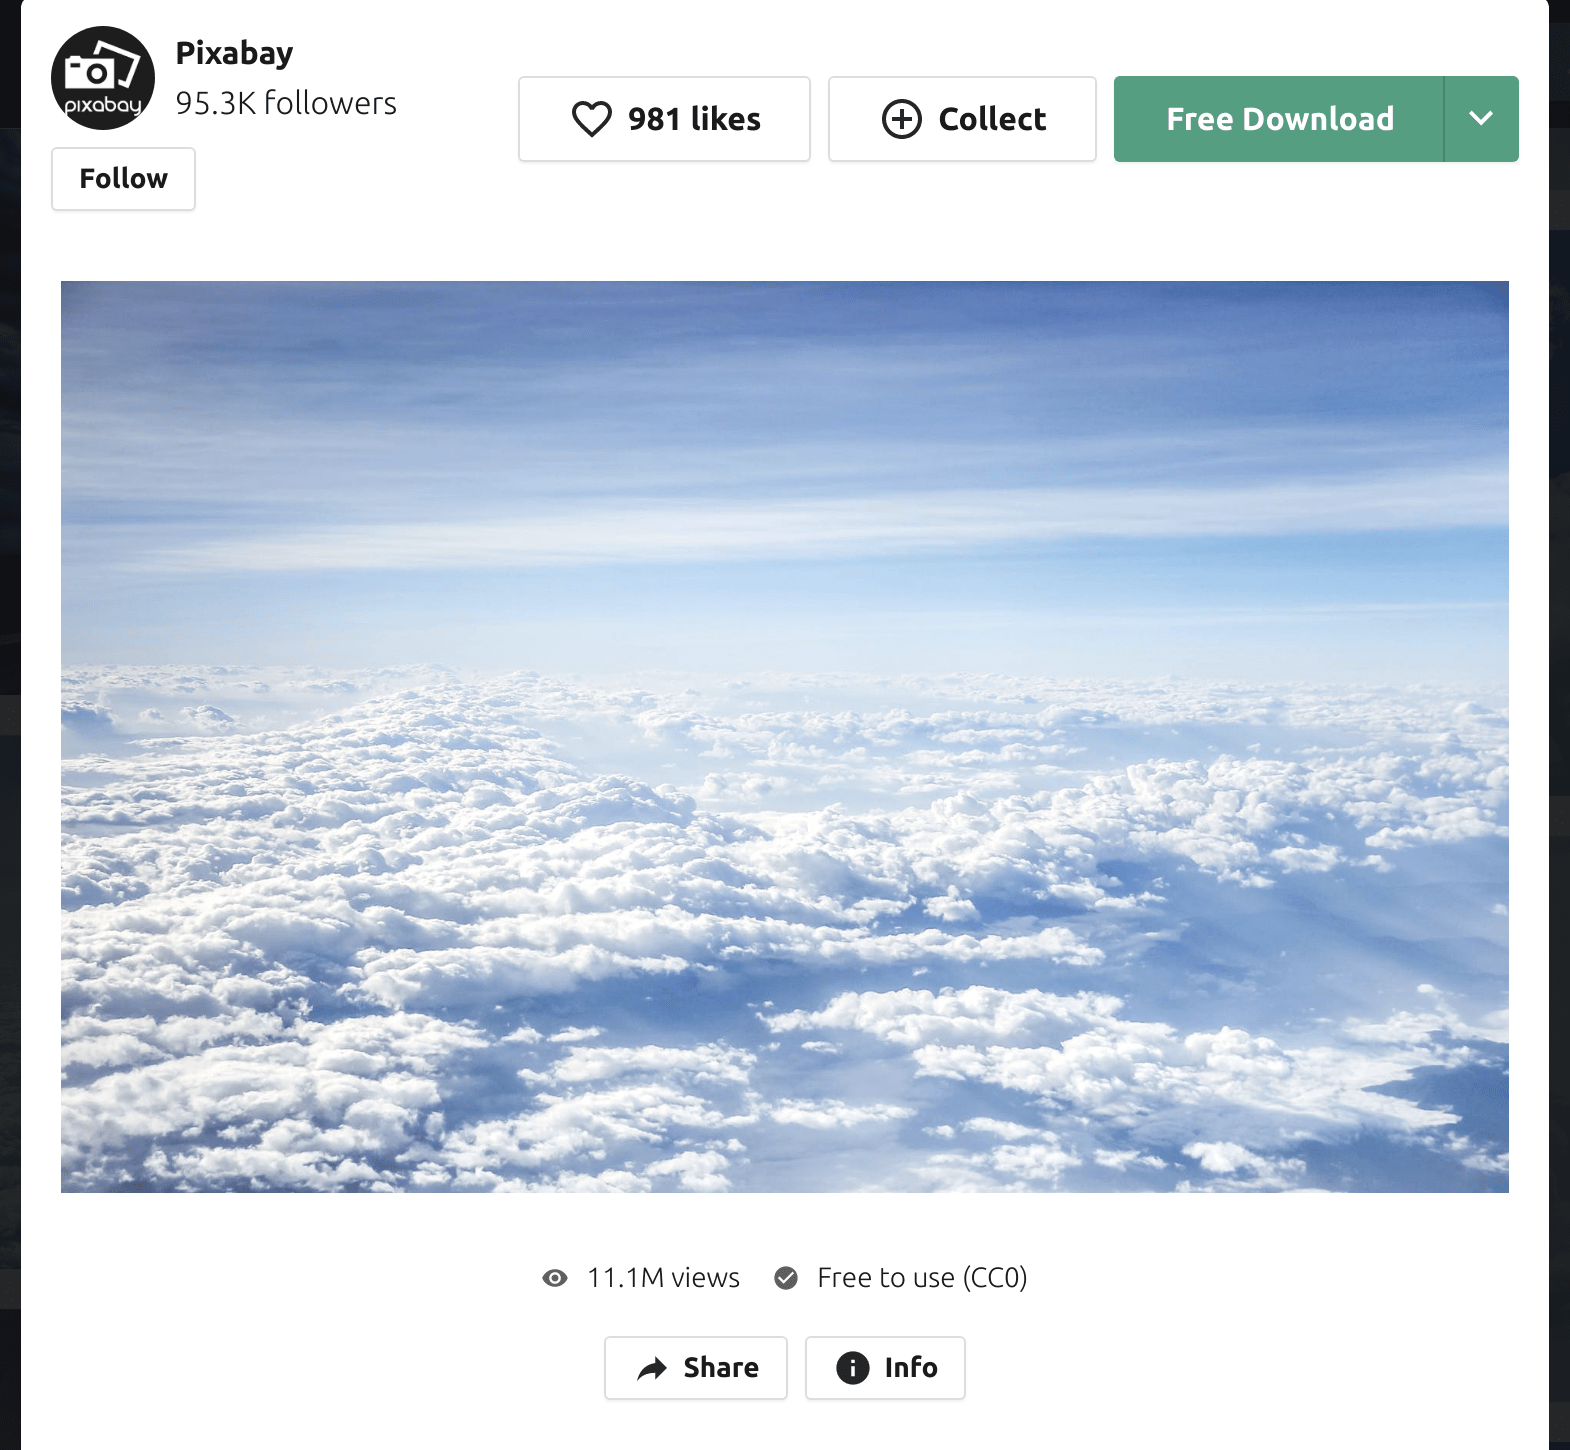 pixabay
Pixabay
95.3K followers
Follow
981 likes
Collect
Free Download
11.1M views
Free to use (CC0)
Share
Info